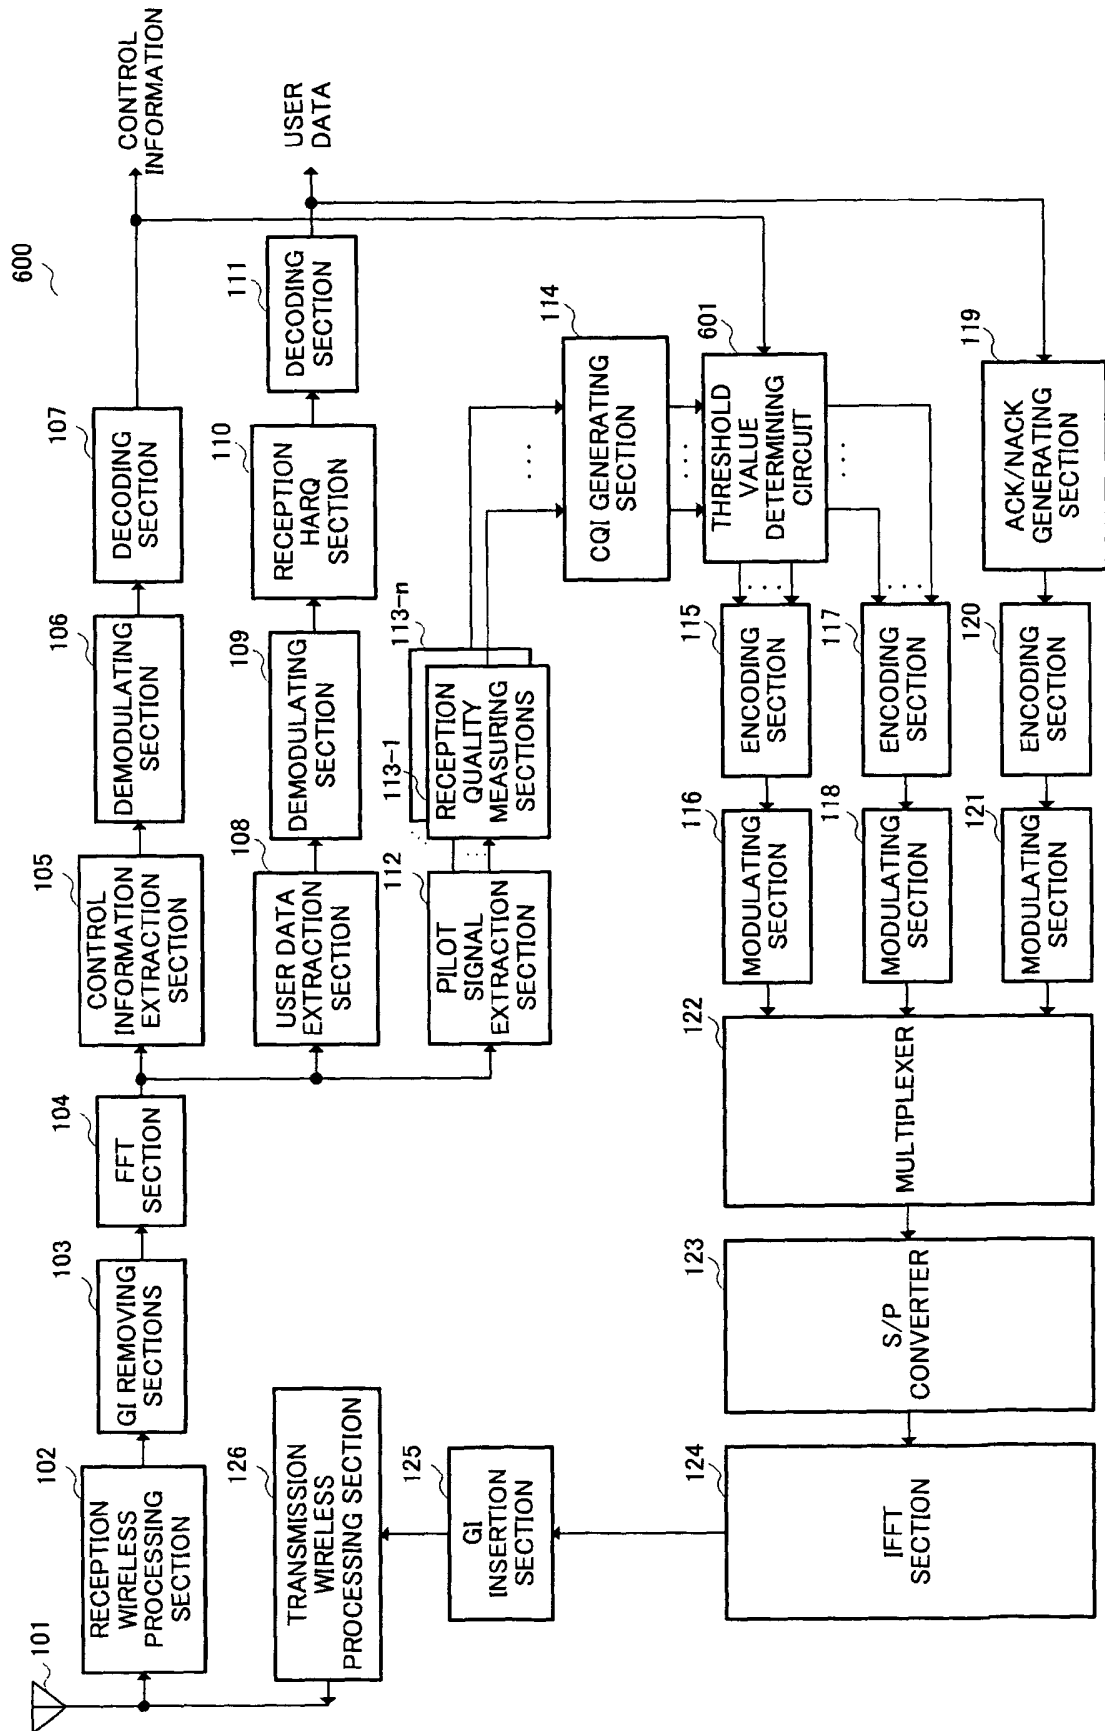 600
101
102
RECEPTION
WIRELESS
PROCESSING
SECTION
103
GI REMOVING
SECTIONS
104
FFT
SECTION
105
CONTROL
INFORMATION
EXTRACTION
SECTION
106
DEMODULATING
SECTION
107
DECODING
SECTION
CONTROL
INFORMATION
108
USER DATA
EXTRACTION
SECTION
109
DEMODULATING
SECTION
110
RECEPTION
HARQ
SECTION
111
DECODING
SECTION
USER
DATA
112
PILOT
SIGNAL
EXTRACTION
SECTION
113-1
113-n
RECEPTION
QUALITY
MEASURING
SECTIONS
114
CQI GENERATING
SECTION
601
THRESHOLD
VALUE
DETERMINING
CIRCUIT
126
TRANSMISSION
WIRELESS
PROCESSING SECTION
125
GI
INSERTION
SECTION
124
IFFT
SECTION
123
S/P
CONVERTER
122
MULTIPLEXER
116
MODULATING
SECTION
115
ENCODING
SECTION
118
MODULATING
SECTION
117
ENCODING
SECTION
121
MODULATING
SECTION
120
ENCODING
SECTION
119
ACK/NACK
GENERATING
SECTION